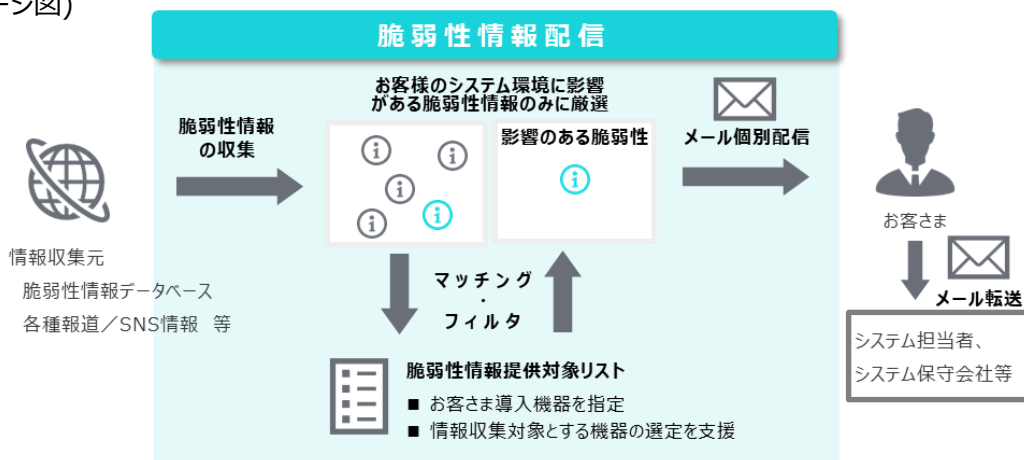 ージ図)
脆弱性情報配信
お客様のシステム環境に影響
がある脆弱性情報のみに厳選
脆弱性情報
の収集
影響のある脆弱性
メール個別配信
お客さま
情報収集元
脆弱性情報データベース
各種報道／SNS情報 等
マッチング
・
フィルタ
メール転送
システム担当者、
システム保守会社等
脆弱性情報提供対象リスト
■ お客さま導入機器を指定
■ 情報収集対象とする機器の選定を支援